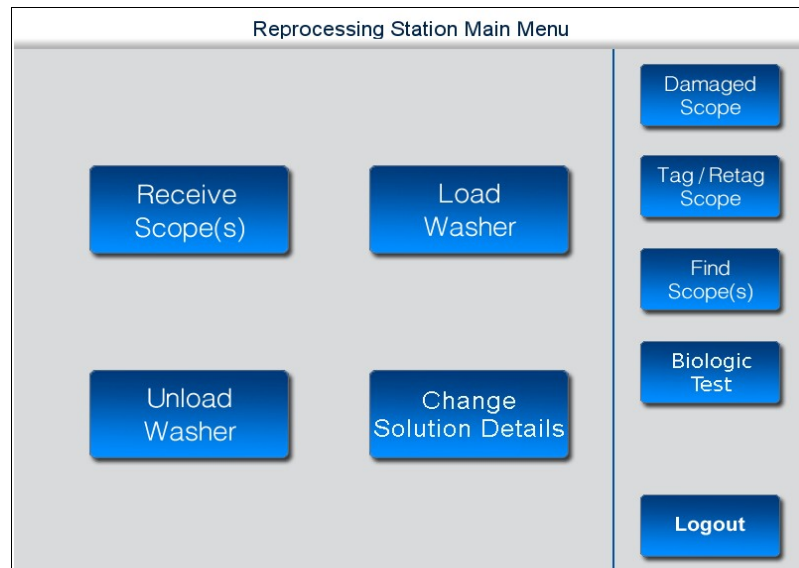 Reprocessing Station Main Menu
Receive
Scope(s)
Load
Washer
Unload
Washer
Change
Solution Details
Damaged
Scope
Tag / Retag
Scope
Find
Scope(s)
Biologic
Test
Logout